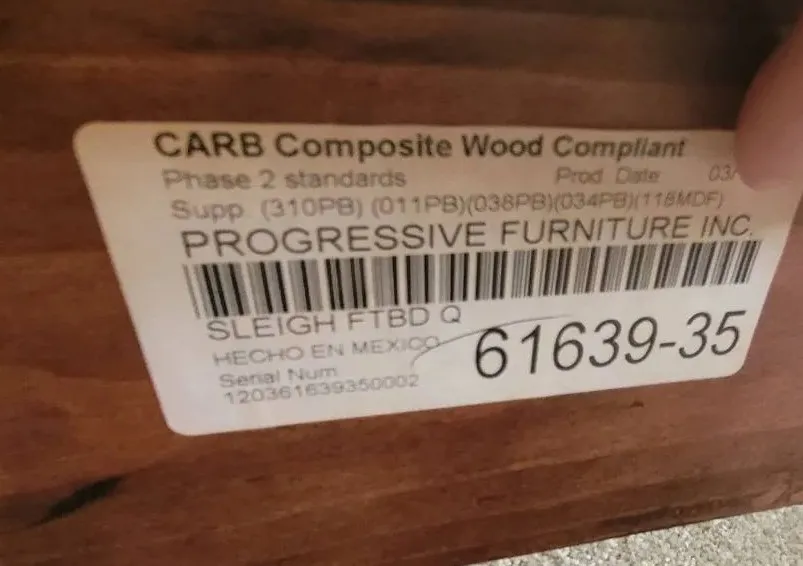 CARB Composite Wood Compliant
Phase 2 standards Prod Date 03/
Supp (310PB) (011PB)(038PB)(034PB)(118MDF)
PROGRESSIVE FURNITURE INC.
SLEIGH FTBD Q
HECHO EN MEXICO
61639-35
Serial Num
120361639350002